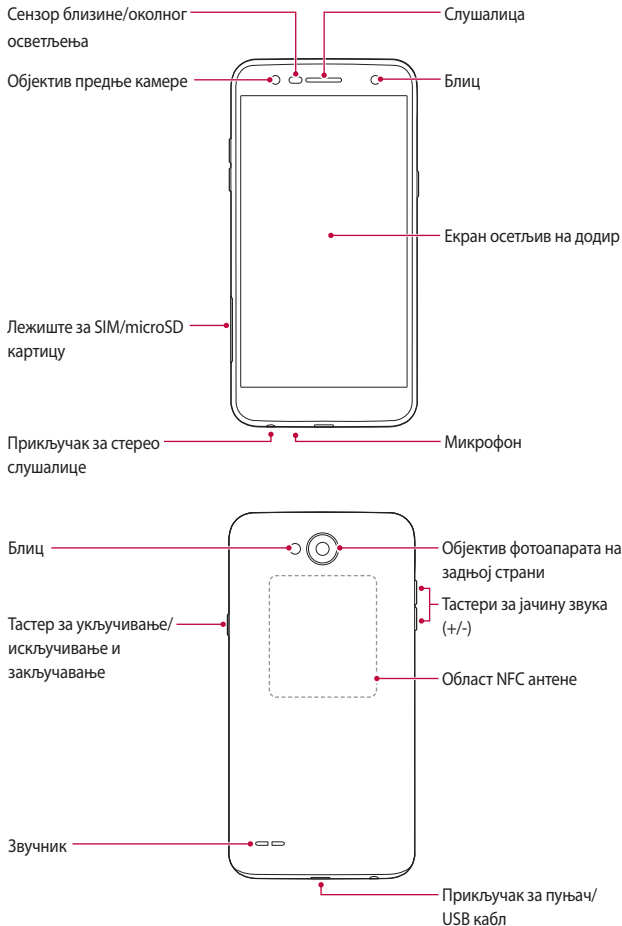 Сензор близине/околног
осветљења
Слушалица
Објектив предње камере
Блиц
Екран осетљив на додир
Лежиште за SIM/microSD
картицу
Прикључак за стерео
слушалице
Микрофон
Блиц
Објектив фотоапарата на
задњој страни
Тастери за јачину звука
(+/-)
Тастер за укључивање/
искључивање и
закључавање
Област NFC антене
Звучник
Прикључак за пуњач/
USB кабл